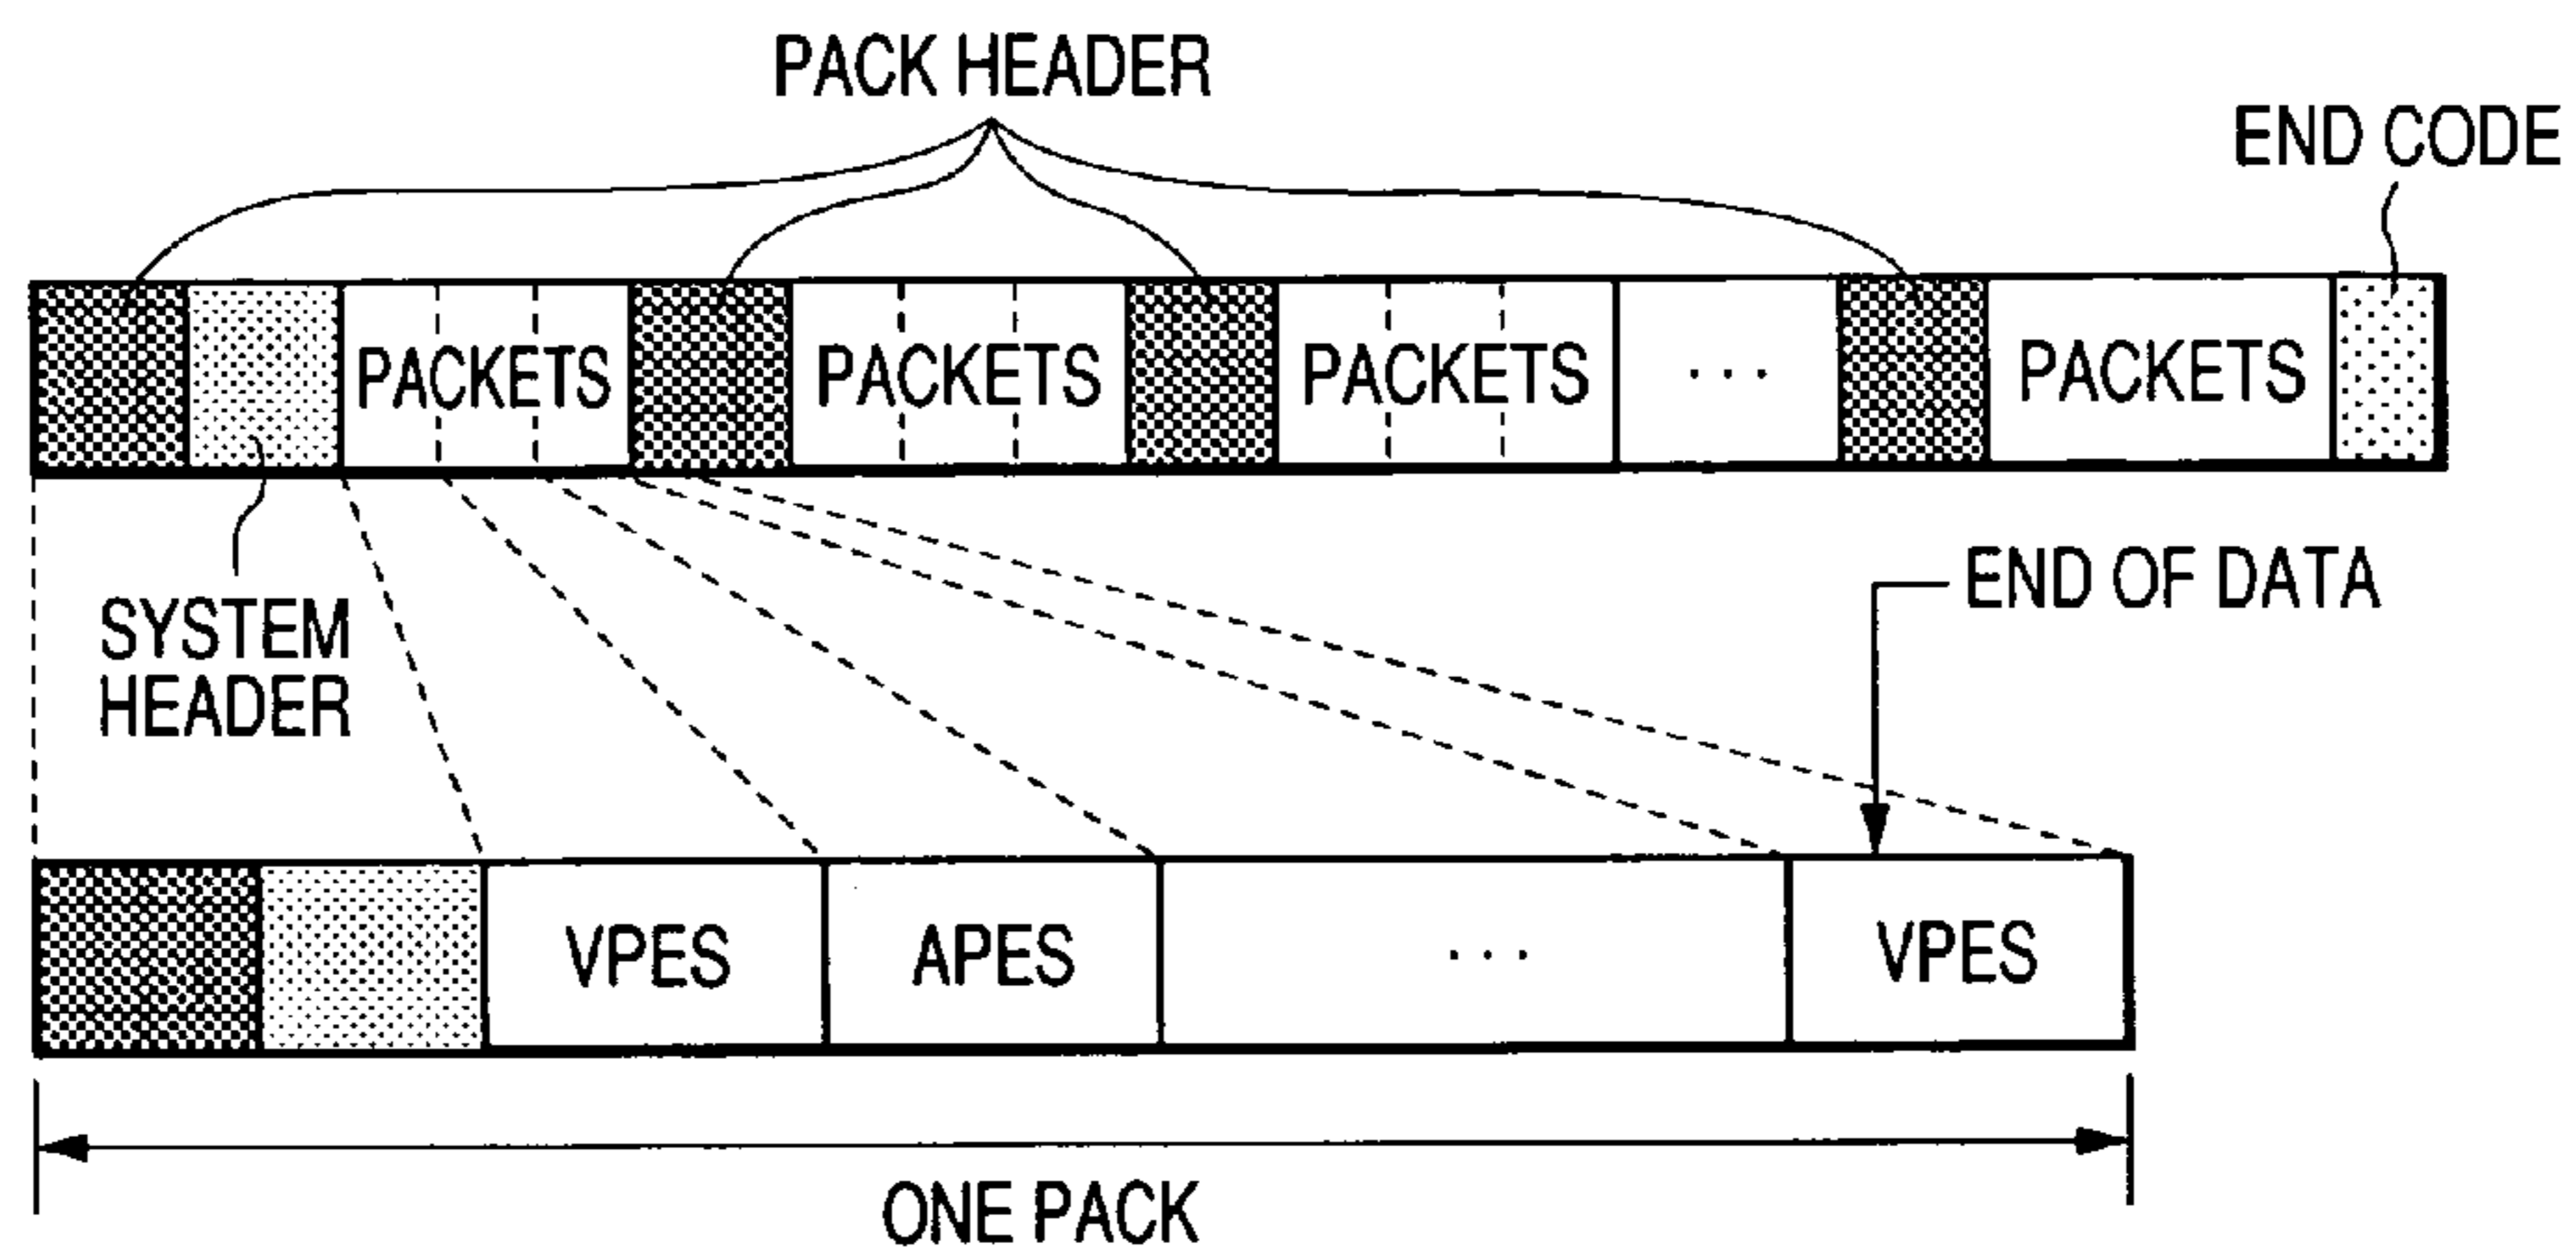 PACK HEADER
END CODE
PACKETS
PACKETS
PACKETS
...
PACKETS
SYSTEM
HEADER
END OF DATA
VPES
APES
...
VPES
ONE PACK